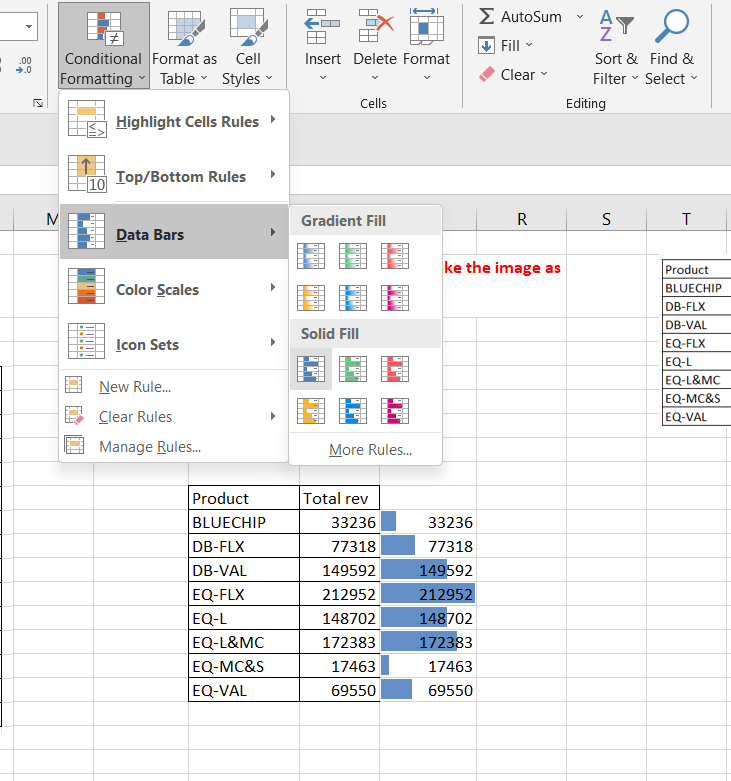 Conditional Formatting
Format as Table
Cell Styles
Insert
Delete
Format
Cells
AutoSum
Fill
Clear
Sort & Filter
Find & Select
Editing
.00
.0
Highlight Cells Rules
Top/Bottom Rules
10
Data Bars
Color Scales
Icon Sets
New Rule...
Clear Rules
Manage Rules...
Gradient Fill
Solid Fill
More Rules...
M R S T
ke the image as
Product
BLUECHIP
DB-FLX
DB-VAL
EQ-FLX
EQ-L
EQ-L&MC
EQ-MC&S
EQ-VAL
Product Total rev
BLUECHIP 33236 33236
DB-FLX 77318 77318
DB-VAL 149592 149592
EQ-FLX 212952 212952
EQ-L 148702 148702
EQ-L&MC 172383 172383
EQ-MC&S 17463 17463
EQ-VAL 69550 69550